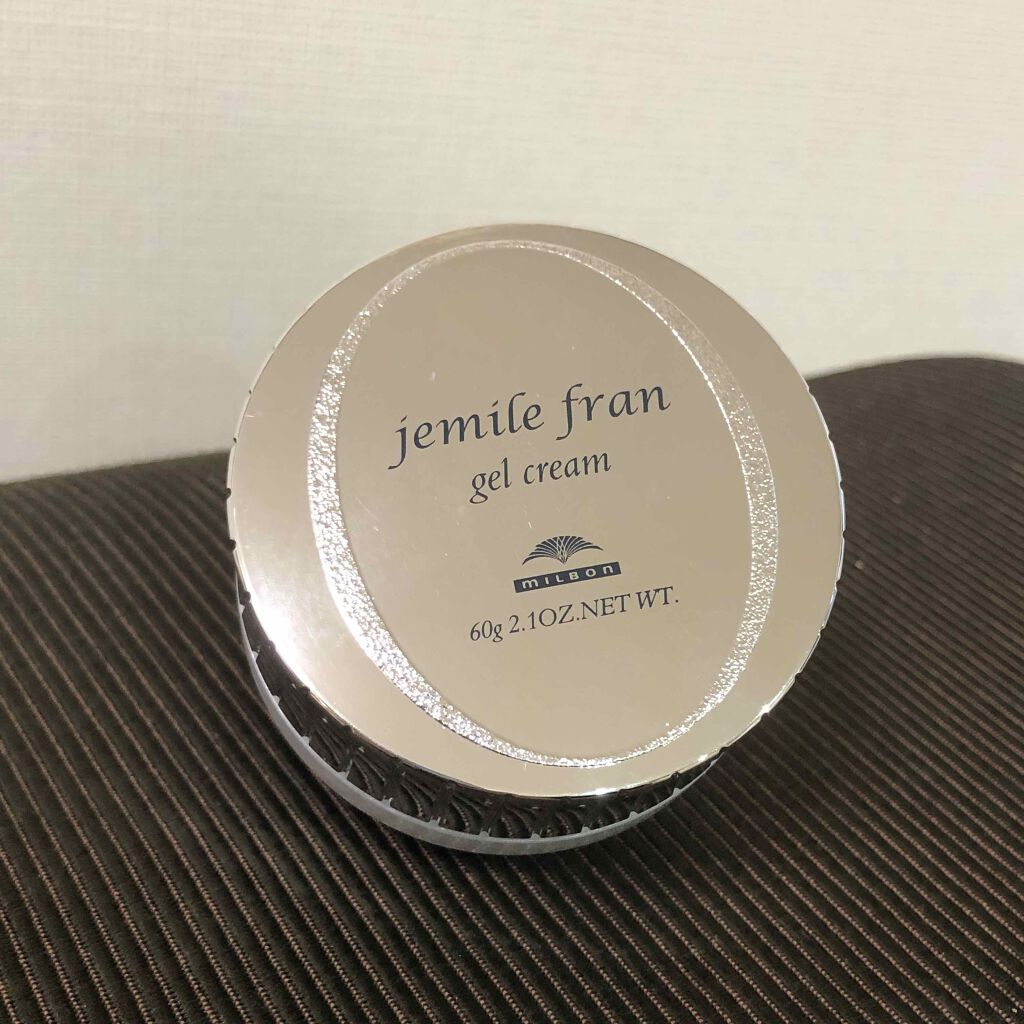 jemile fran
gel cream
MILBON
60g 2.1OZ.NET WT.